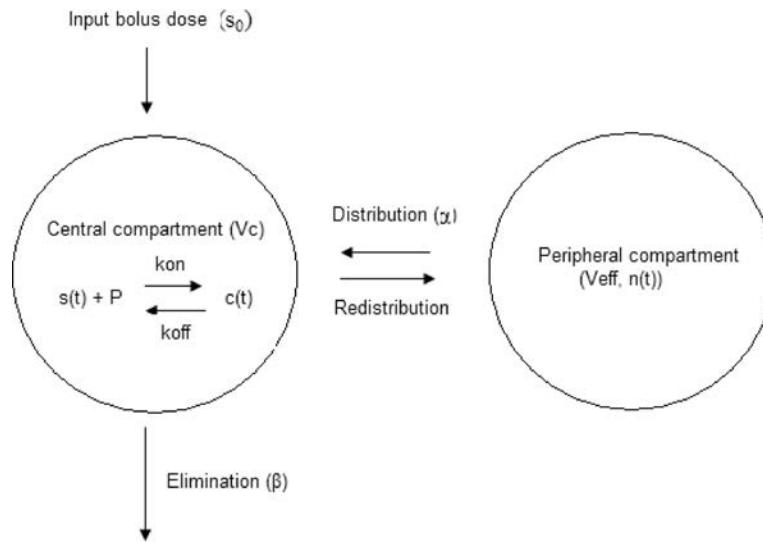 Input bolus dose (s₀)
Central compartment (Vc)
kon
s(t) + P
c(t)
koff
Distribution (α)
Redistribution
Peripheral compartment
(Veff, n(t))
Elimination (β)